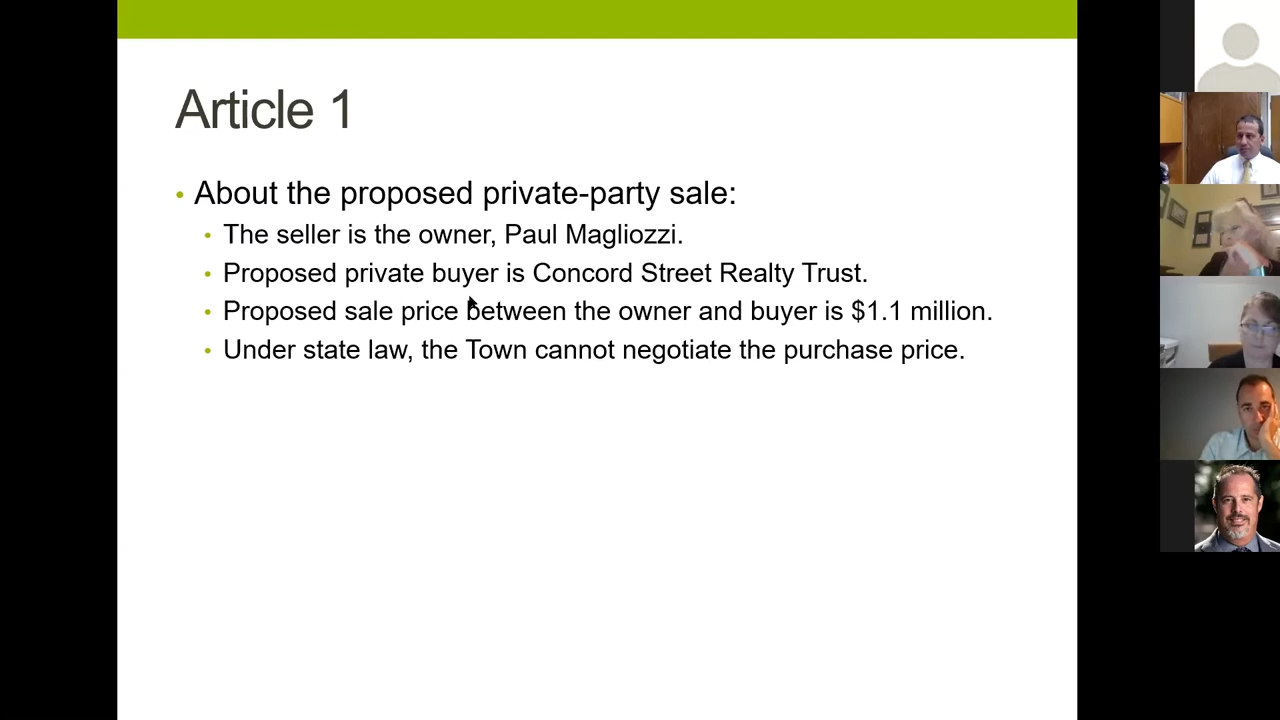 Article 1
• About the proposed private-party sale:
• The seller is the owner, Paul Magliozzi.
• Proposed private buyer is Concord Street Realty Trust.
• Proposed sale price between the owner and buyer is $1.1 million.
• Under state law, the Town cannot negotiate the purchase price.